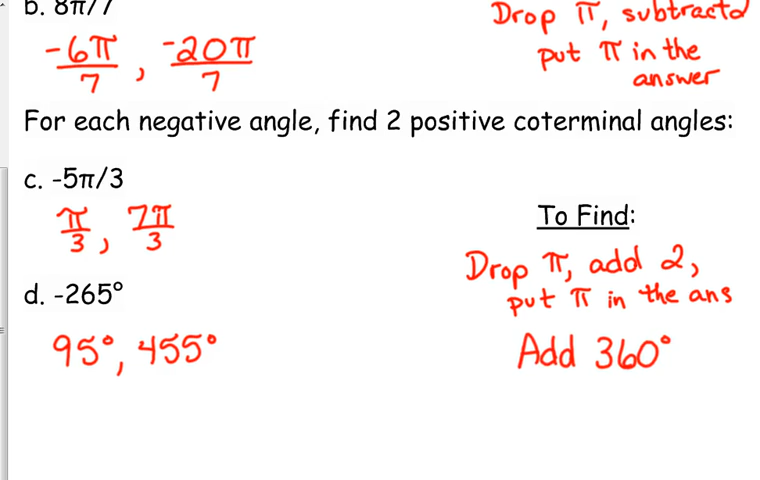 b. 8π/7
Drop π, subtract 2
-6π/7 , -20π/7
put π in the
answer
For each negative angle, find 2 positive coterminal angles:
c. -5π/3
π/3 , 7π/3
To Find:
Drop π, add 2,
put π in the ans
d. -265°
95°, 455°
Add 360°